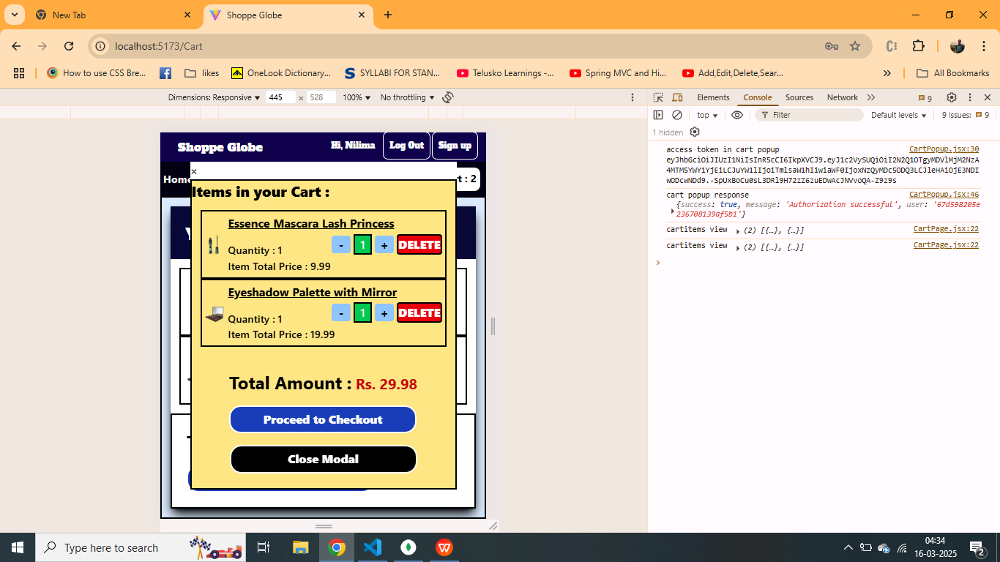 New Tab
Shoppe Globe
localhost:5173/Cart
How to use CSS Bre...
likes
OneLook Dictionary...
SYLLABI FOR STAN...
Telusko Learnings -...
Spring MVC and Hi...
Add,Edit,Delete,Sear...
All Bookmarks
Dimensions: Responsive
445 × 528
100%
No throttling
Elements
Console
Sources
Network
9
top
Filter
Default levels
9 Issues: 9
1 hidden
Shoppe Globe
Hi, Nilima
Log Out
Sign up
Home
rt : 2
×
Items in your Cart :
Essence Mascara Lash Princess
Quantity : 1
- 1 + DELETE
Item Total Price : 9.99
Eyeshadow Palette with Mirror
Quantity : 1
- 1 + DELETE
Item Total Price : 19.99
Total Amount : Rs. 29.98
Proceed to Checkout
Close Modal
access token in cart popup CartPopup.jsx:30
cart popup response CartPopup.jsx:46
{success: true, message: 'Authorization successful', user: '67d598205e
236708139af5b1'}
cartitems view (2) [{…}, {…}] CartPage.jsx:22
cartitems view (2) [{…}, {…}] CartPage.jsx:22
Type here to search
04:34
16-03-2025
2